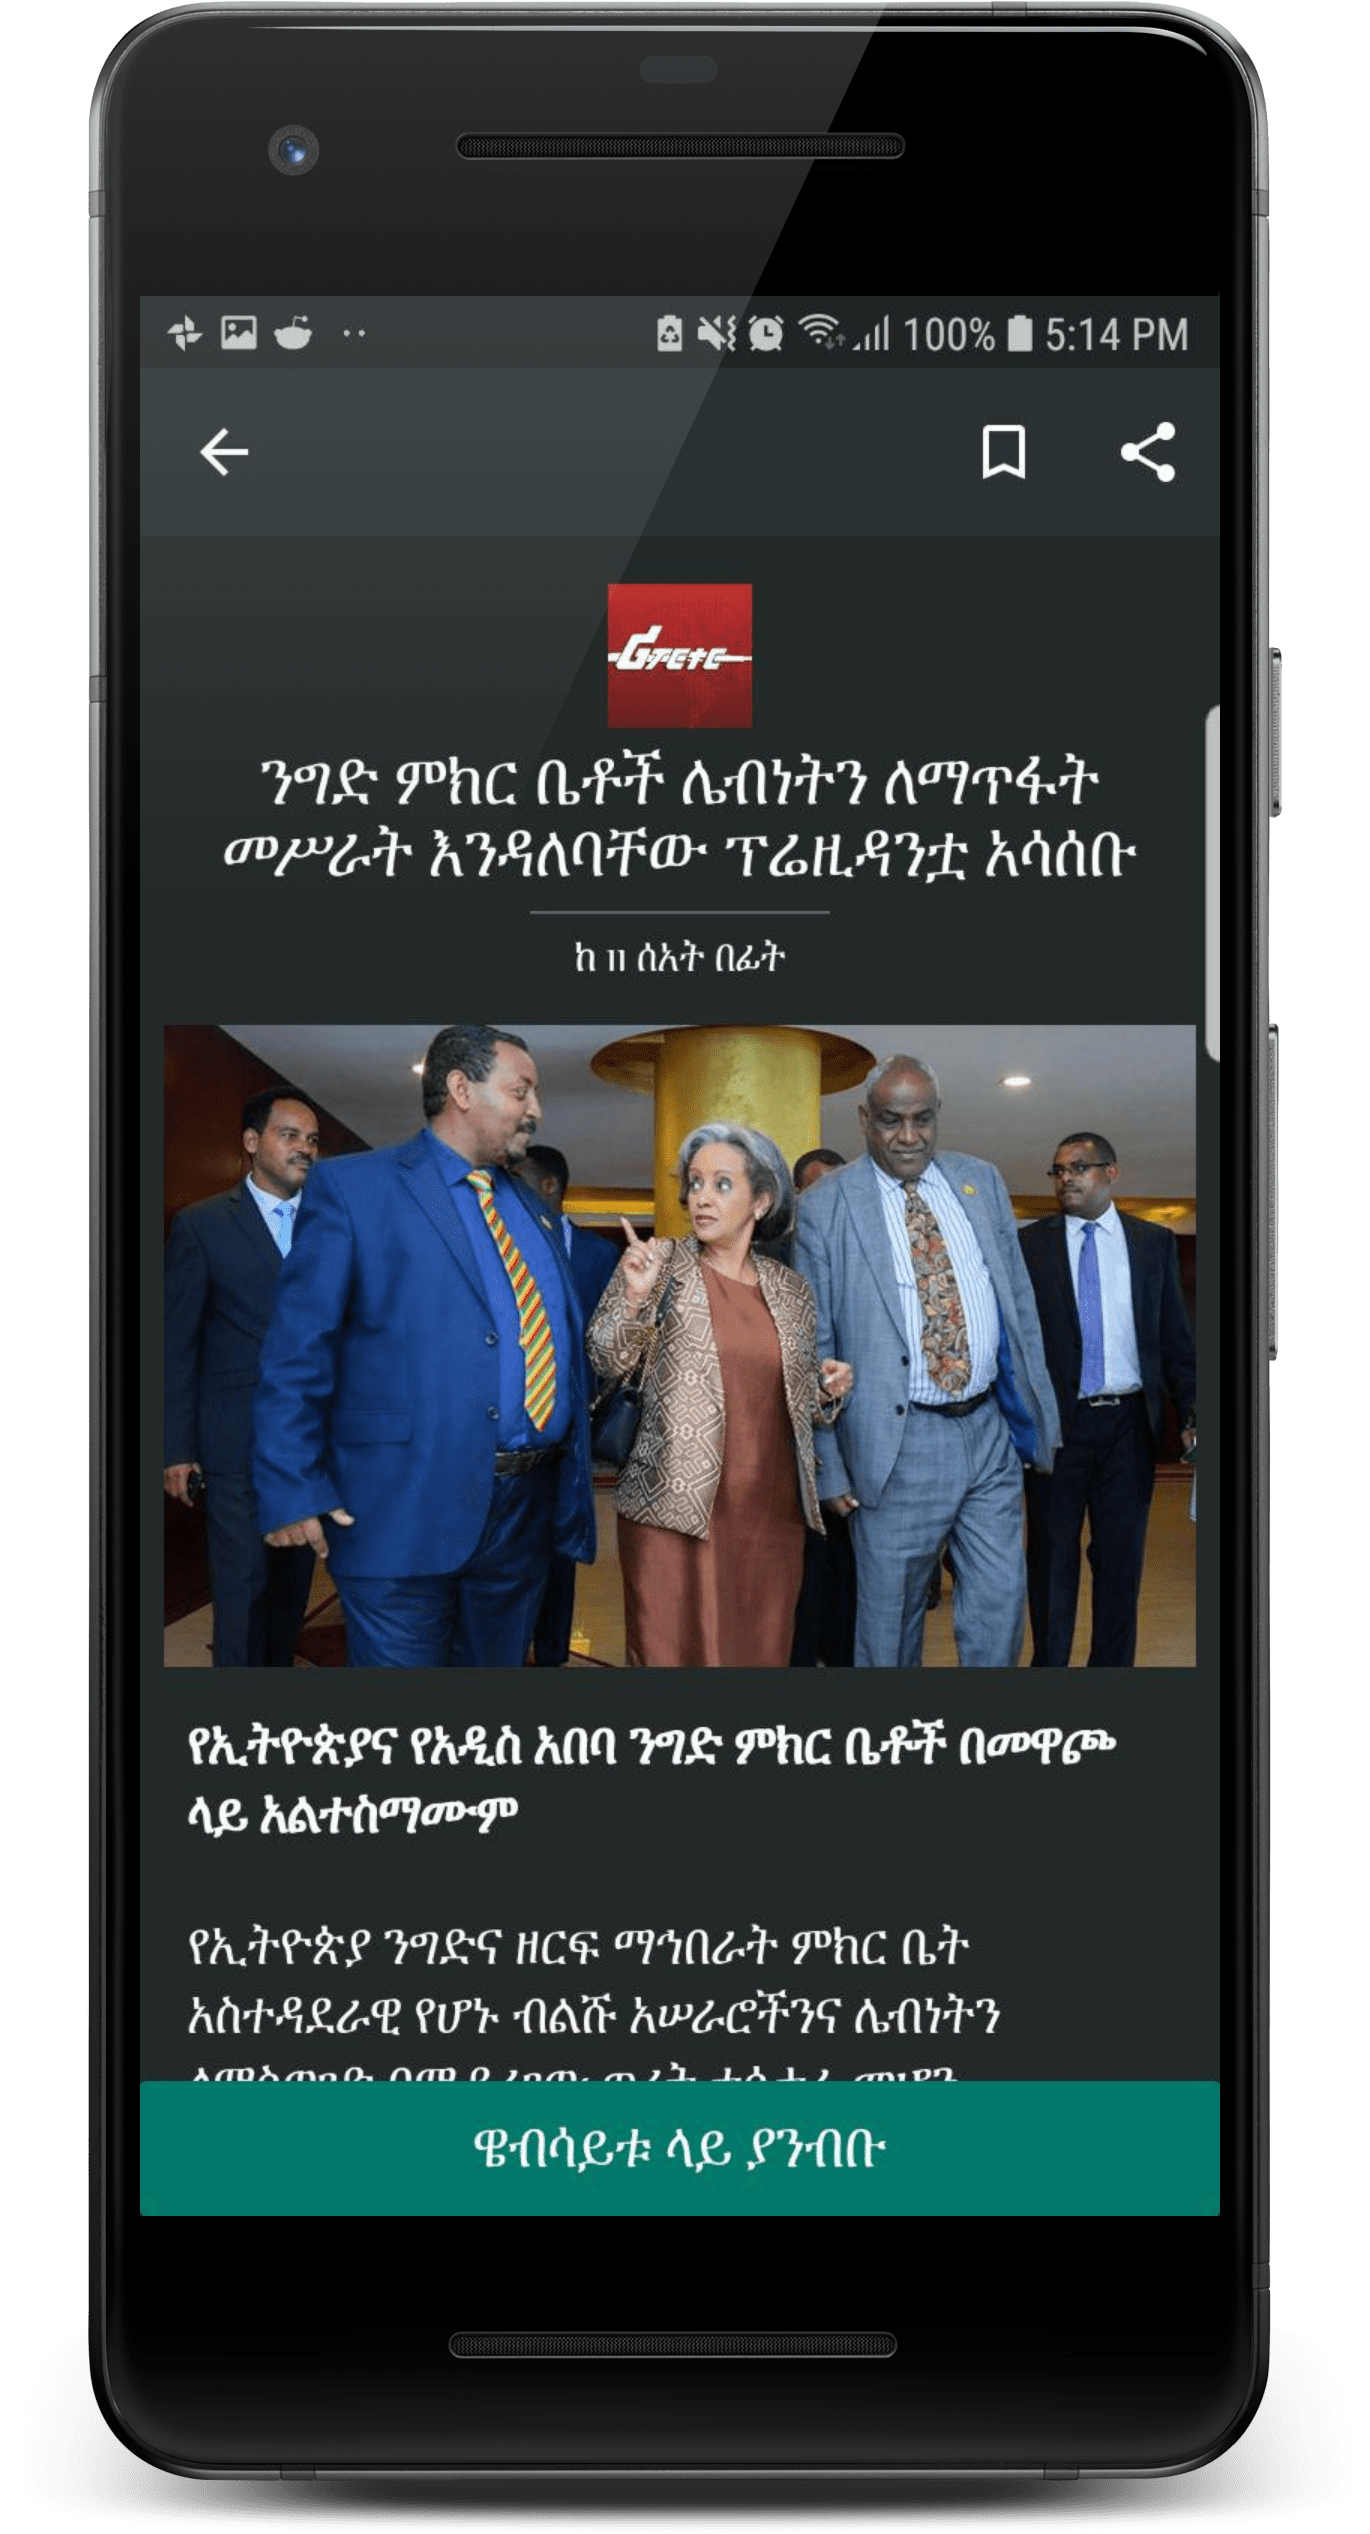 100% 5:14 PM
ሪፖርተር
ንግድ ምክር ቤቶች ሌብነትን ለማጥፋት
መሥራት እንዳለባቸው ፕሬዚዳንቷ አሳሰቡ
ከ 11 ሰአት በፊት
የኢትዮጵያና የአዲስ አበባ ንግድ ምክር ቤቶች በመዋጮ
ላይ አልተስማሙም
የኢትዮጵያ ንግድና ዘርፍ ማኅበራት ምክር ቤት
አስተዳደራዊ የሆኑ ብልሹ አሠራሮችንና ሌብነትን
ዌብሳይቱ ላይ ያንብቡ